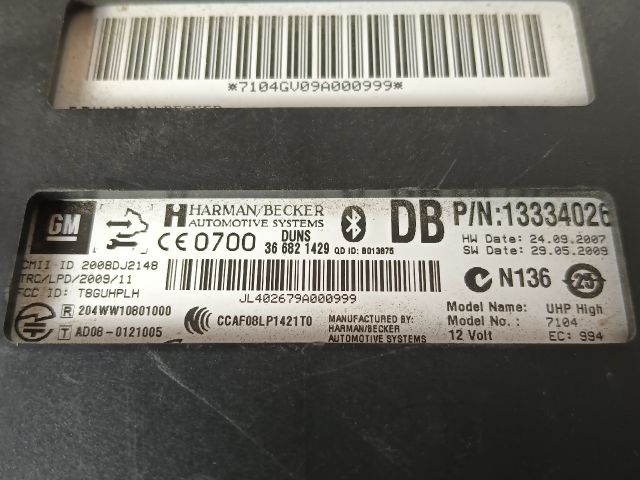 *7104GV09A000999*
HARMAN/BECKER
GM
HARMAN/BECKER
AUTOMOTIVE SYSTEMS
DB
P/N:13334026
CE0700
DUNS
36 682 1429
QD ID: B013875
HW Date: 24.09.2007
SW Date: 29.05.2009
CMII ID 2008DJ2148
TRC/LPD/2009/11
FCC ID: T8GUHPLH
JL402679A000999
N136
R 204WW10801000
T AD08-0121005
CCAF08LP1421T0
MANUFACTURED BY:
HARMAN/BECKER
AUTOMOTIVE SYSTEMS
Model Name: UHP High
Model No.: 7104
12 Volt EC: 994